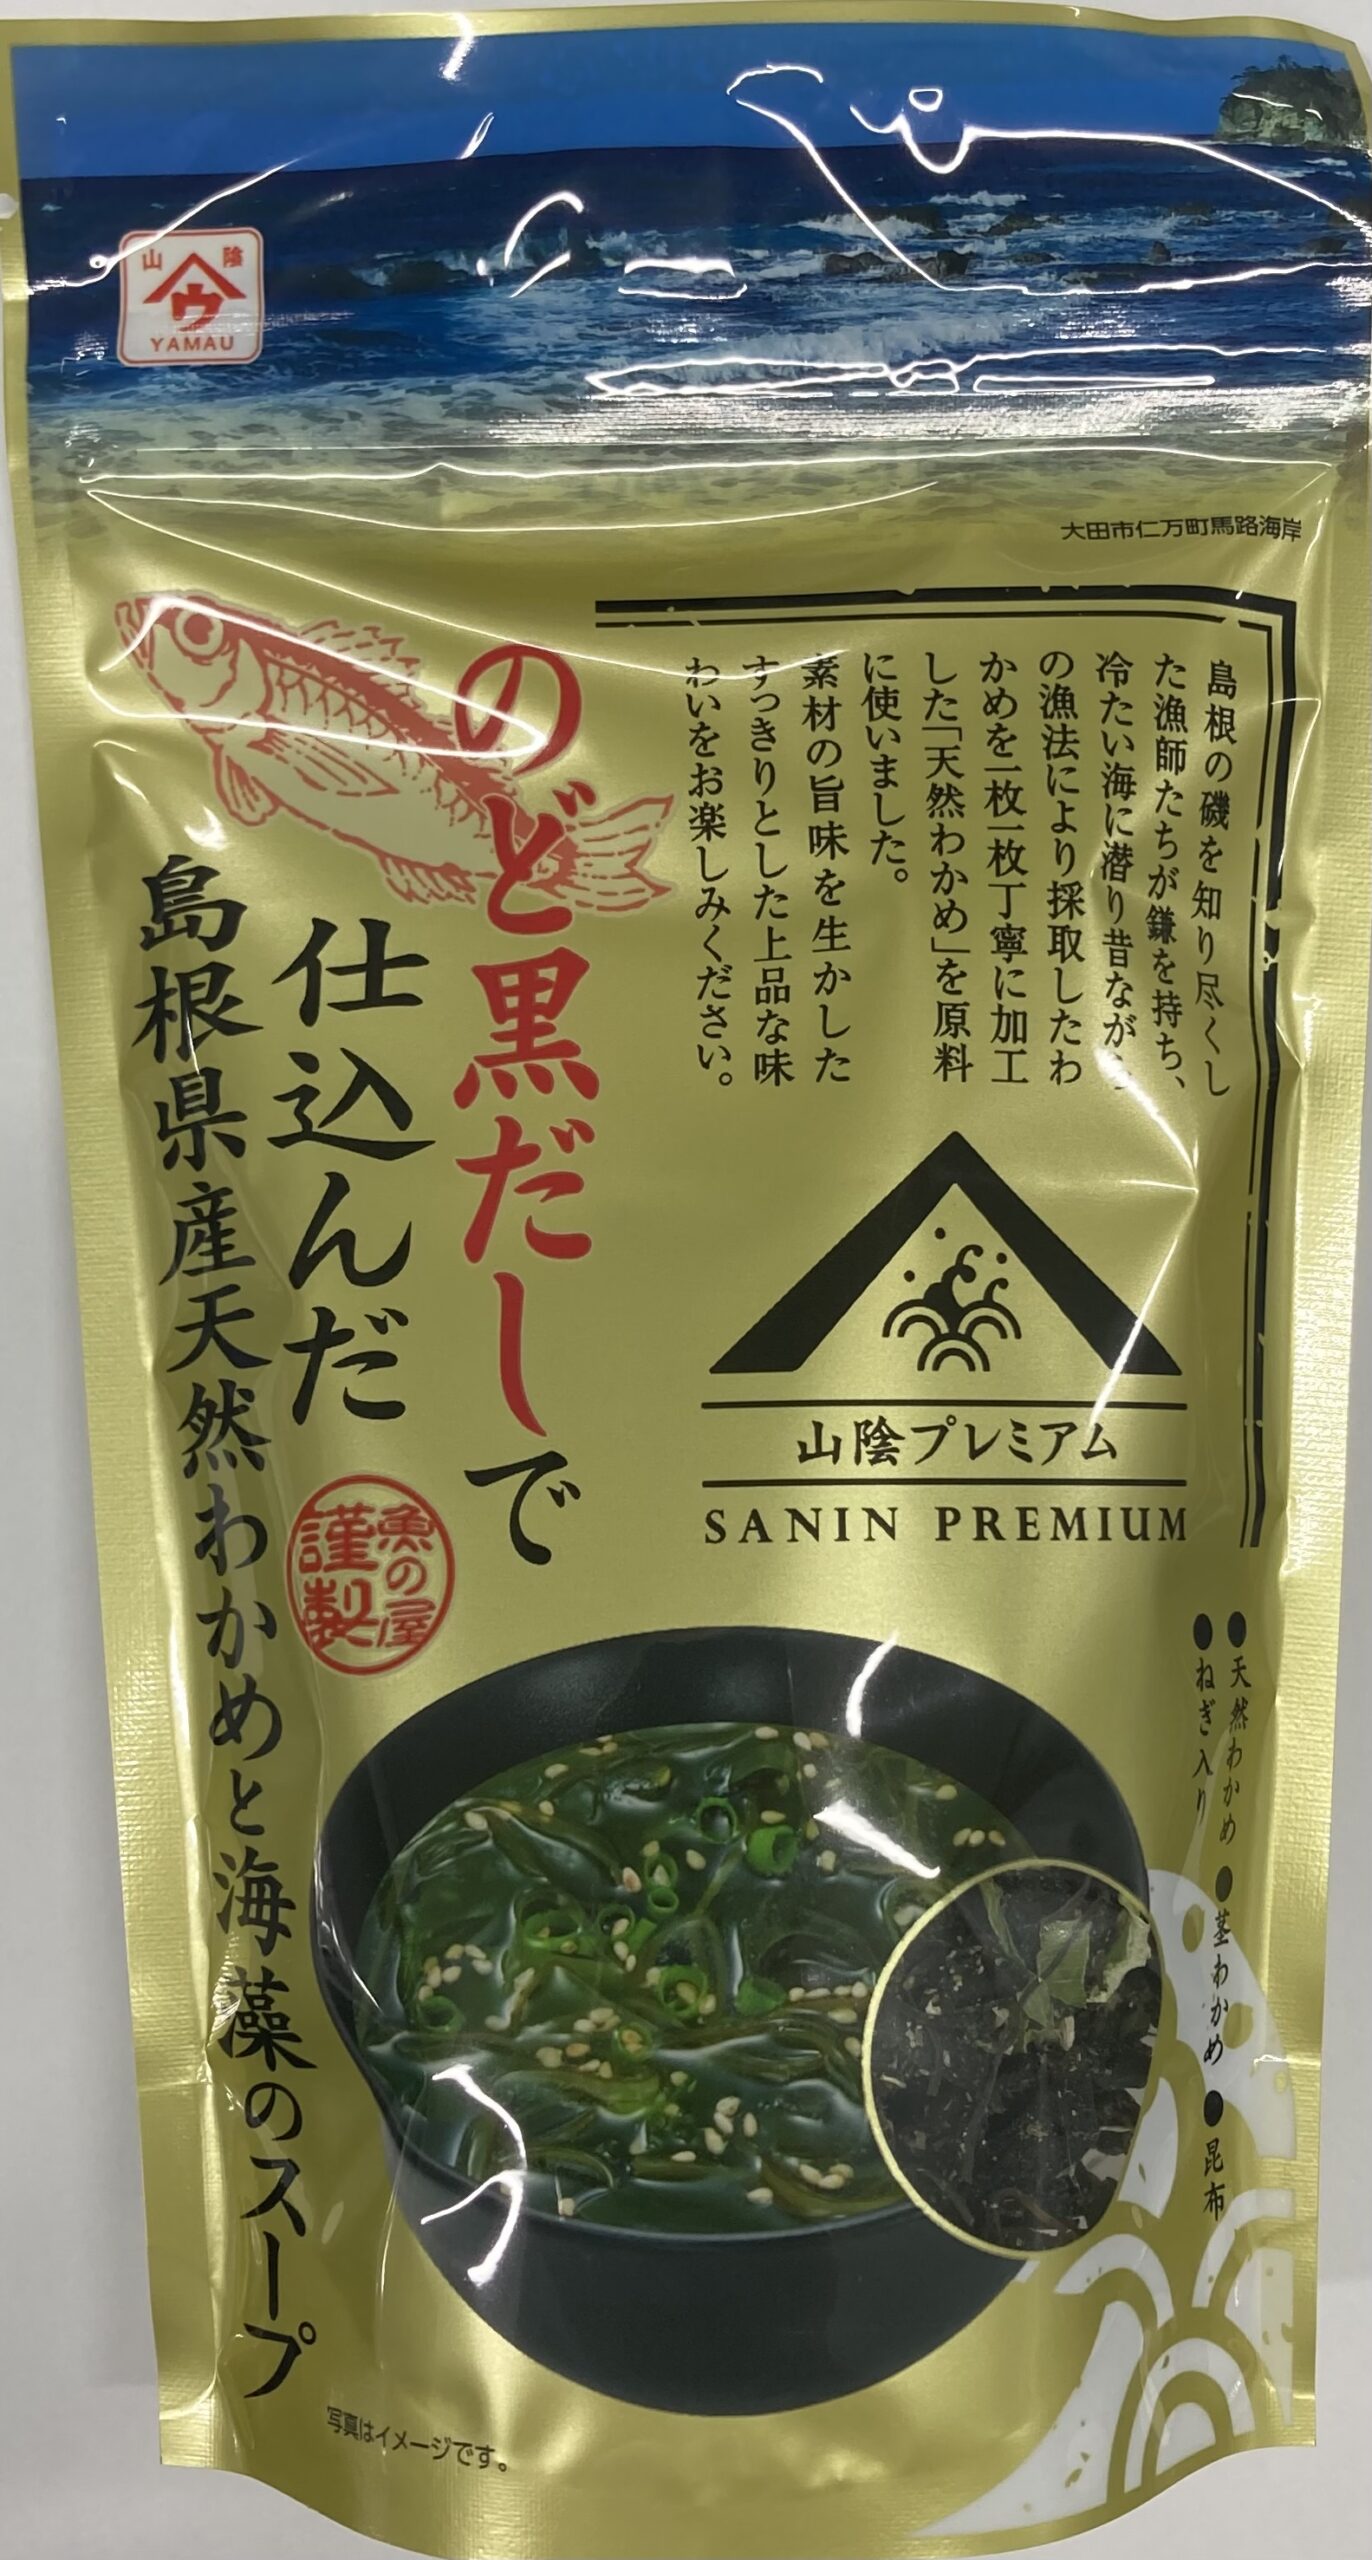 山陰
ウ
YAMAU
大田市仁万町馬路海岸
島根の磯を知り尽くし
た漁師たちが鎌を持ち、
冷たい海に潜り昔ながら
の漁法により採取したわ
かめを一枚一枚丁寧に加工
した「天然わかめ」を原料
に使いました。
素材の旨味を生かした
すっきりとした上品な味
わいをお楽しみください。
のど黒だしで
仕込んだ
島根県産天然わかめと海藻のスープ
魚の屋
謹製
山陰プレミアム
SANIN PREMIUM
●天然わかめ ●茎わかめ ●昆布
●ねぎ入り
写真はイメージです。